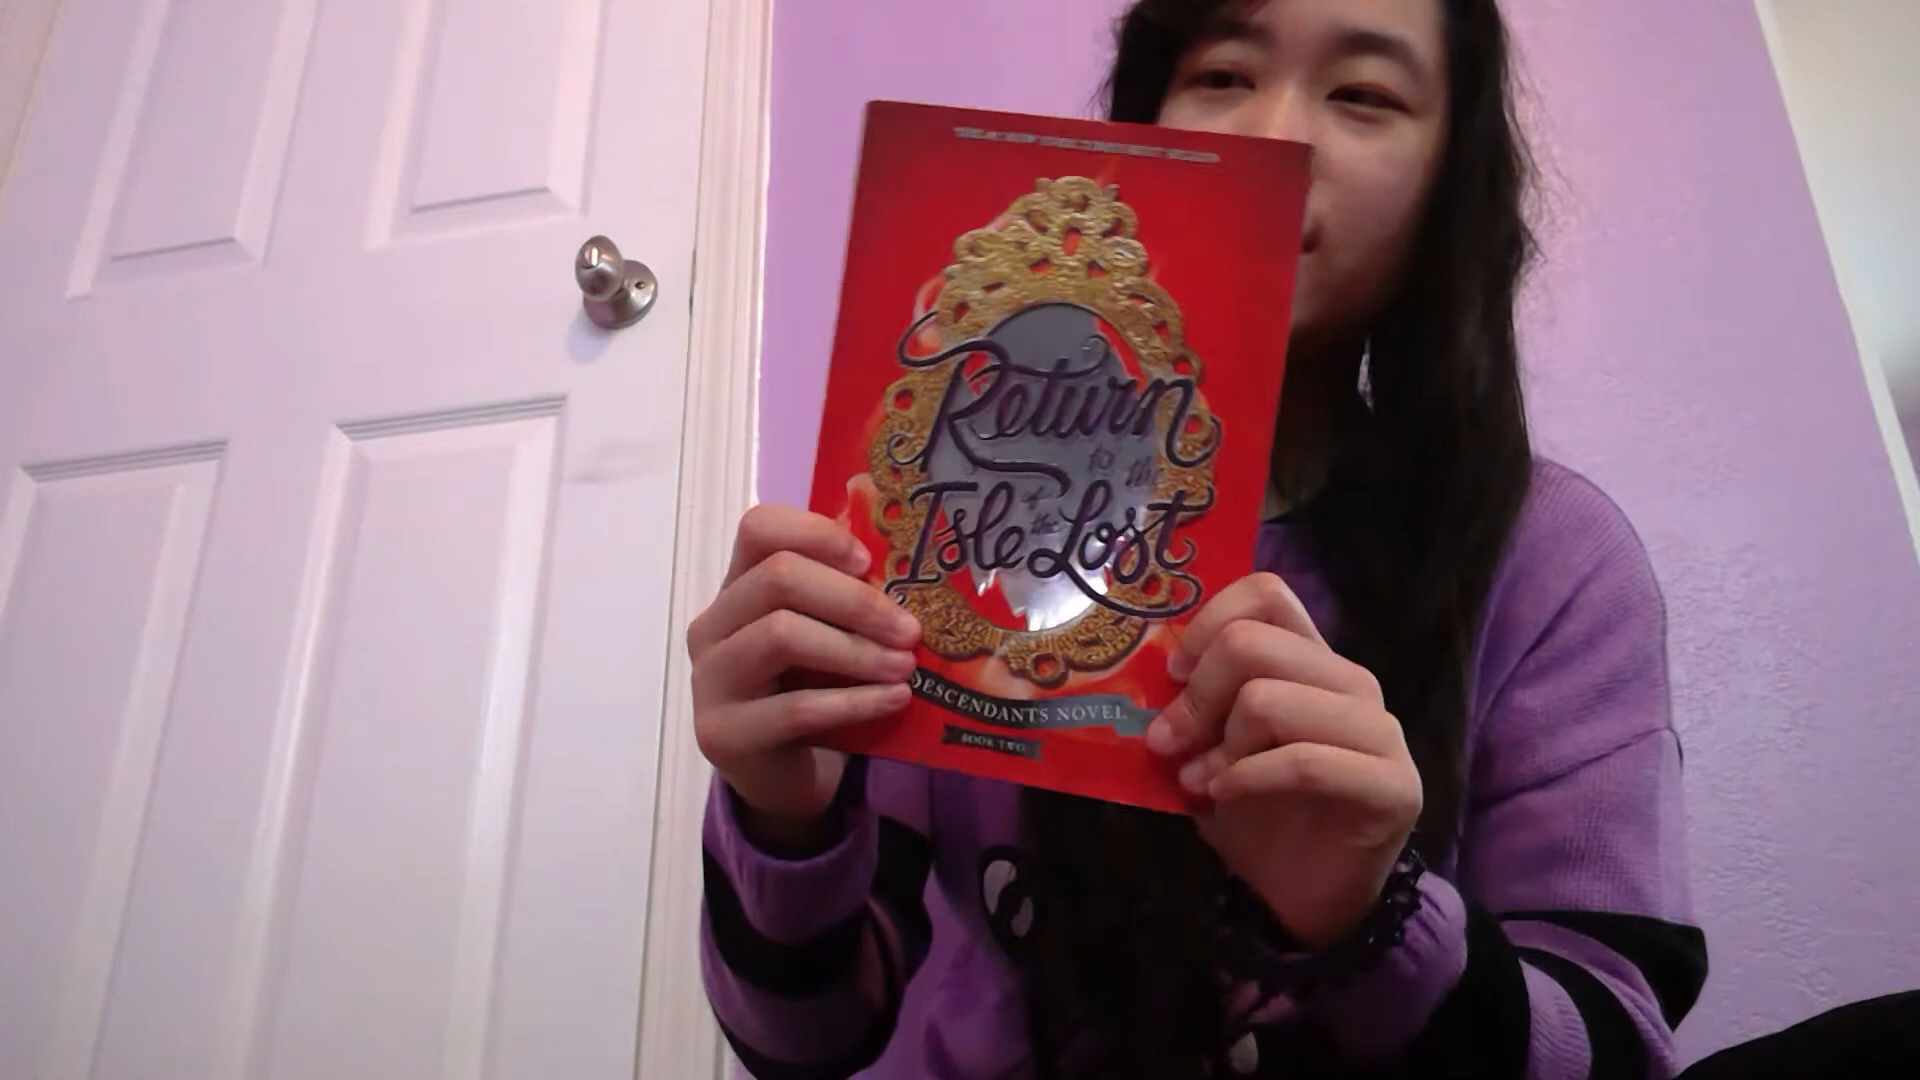 Return
to the
Isle of the Lost
DESCENDANTS NOVEL
BOOK TWO